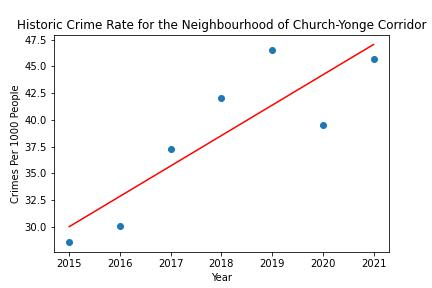 Historic Crime Rate for the Neighbourhood of Church-Yonge Corridor
47.5
45.0
42.5
40.0
37.5
35.0
32.5
30.0
Crimes Per 1000 People
2015 2016 2017 2018 2019 2020 2021
Year